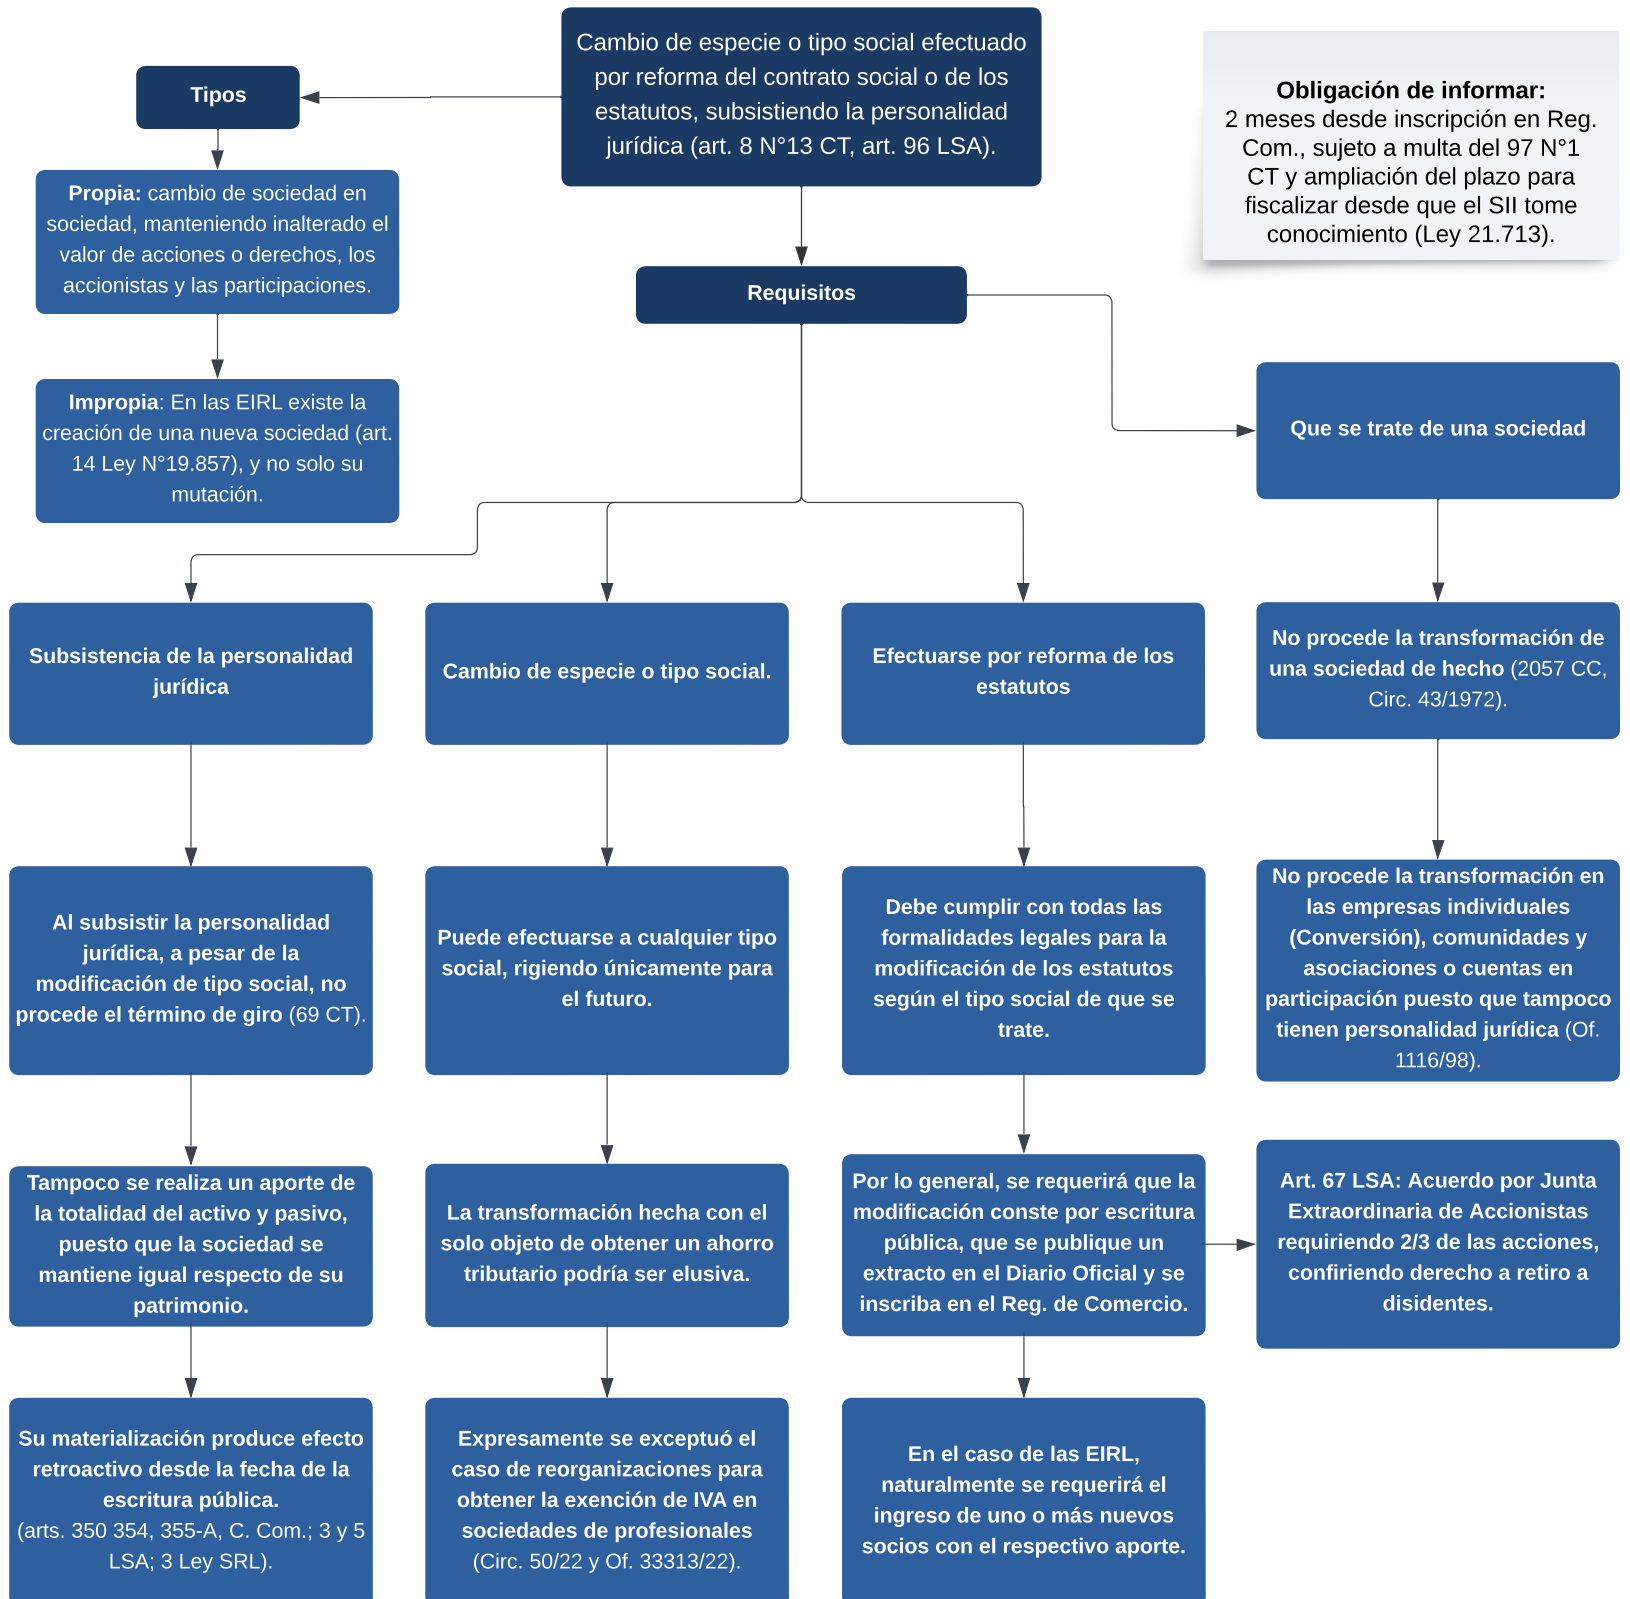 Cambio de especie o tipo social efectuado
por reforma del contrato social o de los
estatutos, subsistiendo la personalidad
jurídica (art. 8 N°13 CT, art. 96 LSA).
Tipos
Propia: cambio de sociedad en
sociedad, manteniendo inalterado el
valor de acciones o derechos, los
accionistas y las participaciones.
Impropia: En las EIRL existe la
creación de una nueva sociedad (art.
14 Ley N°19.857), y no solo su
mutación.
Obligación de informar:
2 meses desde inscripción en Reg.
Com., sujeto a multa del 97 N°1
CT y ampliación del plazo para
fiscalizar desde que el SII tome
conocimiento (Ley 21.713).
Requisitos
Subsistencia de la personalidad
jurídica
Al subsistir la personalidad
jurídica, a pesar de la
modificación de tipo social, no
procede el término de giro (69 CT).
Tampoco se realiza un aporte de
la totalidad del activo y pasivo,
puesto que la sociedad se
mantiene igual respecto de su
patrimonio.
Su materialización produce efecto
retroactivo desde la fecha de la
escritura pública.
(arts. 350 354, 355-A, C. Com.; 3 y 5
LSA; 3 Ley SRL).
Cambio de especie o tipo social.
Puede efectuarse a cualquier tipo
social, rigiendo únicamente para
el futuro.
La transformación hecha con el
solo objeto de obtener un ahorro
tributario podría ser elusiva.
Expresamente se exceptuó el
caso de reorganizaciones para
obtener la exención de IVA en
sociedades de profesionales
(Circ. 50/22 y Of. 33313/22).
Efectuarse por reforma de los
estatutos
Debe cumplir con todas las
formalidades legales para la
modificación de los estatutos
según el tipo social de que se
trate.
Por lo general, se requerirá que la
modificación conste por escritura
pública, que se publique un
extracto en el Diario Oficial y se
inscriba en el Reg. de Comercio.
En el caso de las EIRL,
naturalmente se requerirá el
ingreso de uno o más nuevos
socios con el respectivo aporte.
Que se trate de una sociedad
No procede la transformación de
una sociedad de hecho (2057 CC,
Circ. 43/1972).
No procede la transformación en
las empresas individuales
(Conversión), comunidades y
asociaciones o cuentas en
participación puesto que tampoco
tienen personalidad jurídica (Of.
1116/98).
Art. 67 LSA: Acuerdo por Junta
Extraordinaria de Accionistas
requiriendo 2/3 de las acciones,
confiriendo derecho a retiro a
disidentes.